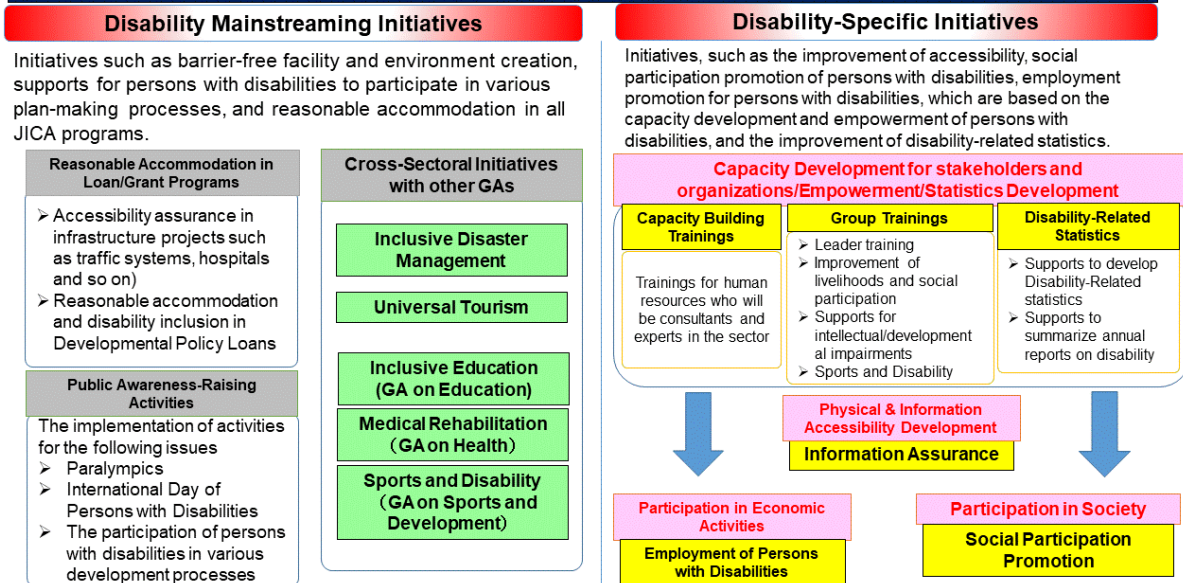 Disability Mainstreaming Initiatives
Initiatives such as barrier-free facility and environment creation,
supports for persons with disabilities to participate in various
plan-making processes, and reasonable accommodation in all
JICA programs.
Reasonable Accommodation in
Loan/Grant Programs
➢ Accessibility assurance in
infrastructure projects such
as traffic systems, hospitals
and so on)
➢ Reasonable accommodation
and disability inclusion in
Developmental Policy Loans
Public Awareness-Raising
Activities
The implementation of activities
for the following issues
➢ Paralympics
➢ International Day of
Persons with Disabilities
➢ The participation of persons
with disabilities in various
development processes
Cross-Sectoral Initiatives
with other GAs
Inclusive Disaster
Management
Universal Tourism
Inclusive Education
(GA on Education)
Medical Rehabilitation
（GA on Health）
Sports and Disability
（GA on Sports and
Development）
Disability-Specific Initiatives
Initiatives, such as the improvement of accessibility, social
participation promotion of persons with disabilities, employment
promotion for persons with disabilities, which are based on the
capacity development and empowerment of persons with
disabilities, and the improvement of disability-related statistics.
Capacity Development for stakeholders and
organizations/Empowerment/Statistics Development
Capacity Building
Trainings
Trainings for human
resources who will
be consultants and
experts in the sector
Group Trainings
➢ Leader training
➢ Improvement of
livelihoods and social
participation
➢ Supports for
intellectual/development
al impairments
➢ Sports and Disability
Disability-Related
Statistics
➢ Supports to develop
Disability-Related
statistics
➢ Supports to
summarize annual
reports on disability
Physical & Information
Accessibility Development
Information Assurance
Participation in Economic
Activities
Employment of Persons
with Disabilities
Participation in Society
Social Participation
Promotion